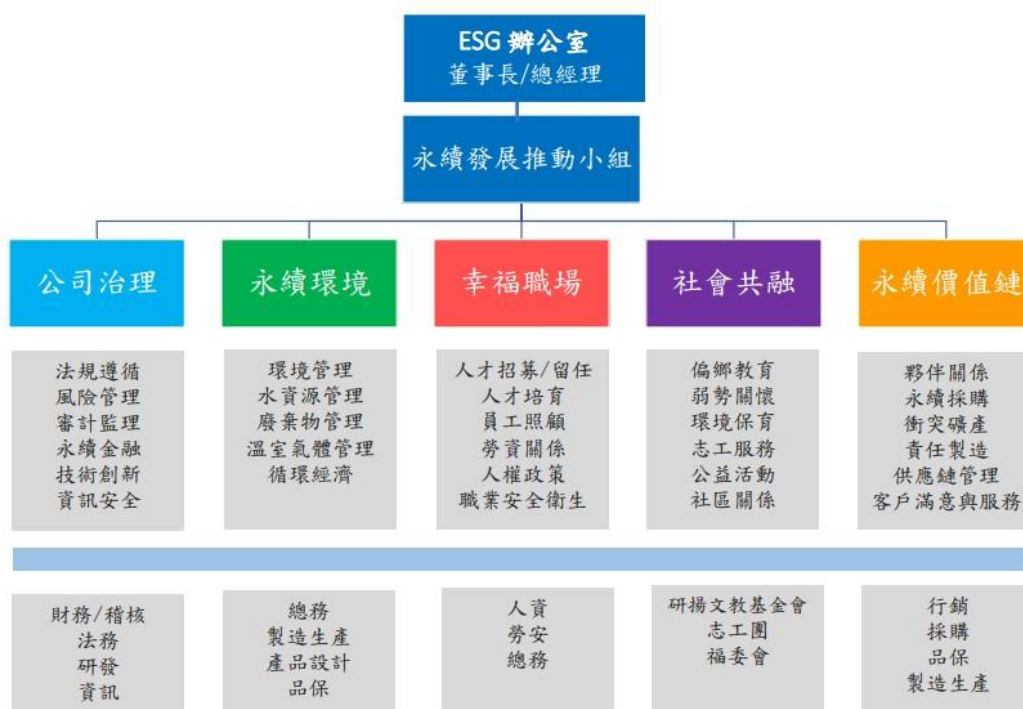 ESG 辦公室
董事長/總經理
永續發展推動小組
公司治理
永續環境
幸福職場
社會共融
永續價值鏈
法規遵循
風險管理
審計監理
永續金融
技術創新
資訊安全
環境管理
水資源管理
廢棄物管理
溫室氣體管理
循環經濟
人才招募/留任
人才培育
員工照顧
勞資關係
人權政策
職業安全衛生
偏鄉教育
弱勢關懷
環境保育
志工服務
公益活動
社區關係
夥伴關係
永續採購
衝突礦產
責任製造
供應鏈管理
客戶滿意與服務
財務/稽核
法務
研發
資訊
總務
製造生產
產品設計
品保
人資
勞安
總務
研揚文教基金會
志工團
福委會
行銷
採購
品保
製造生產